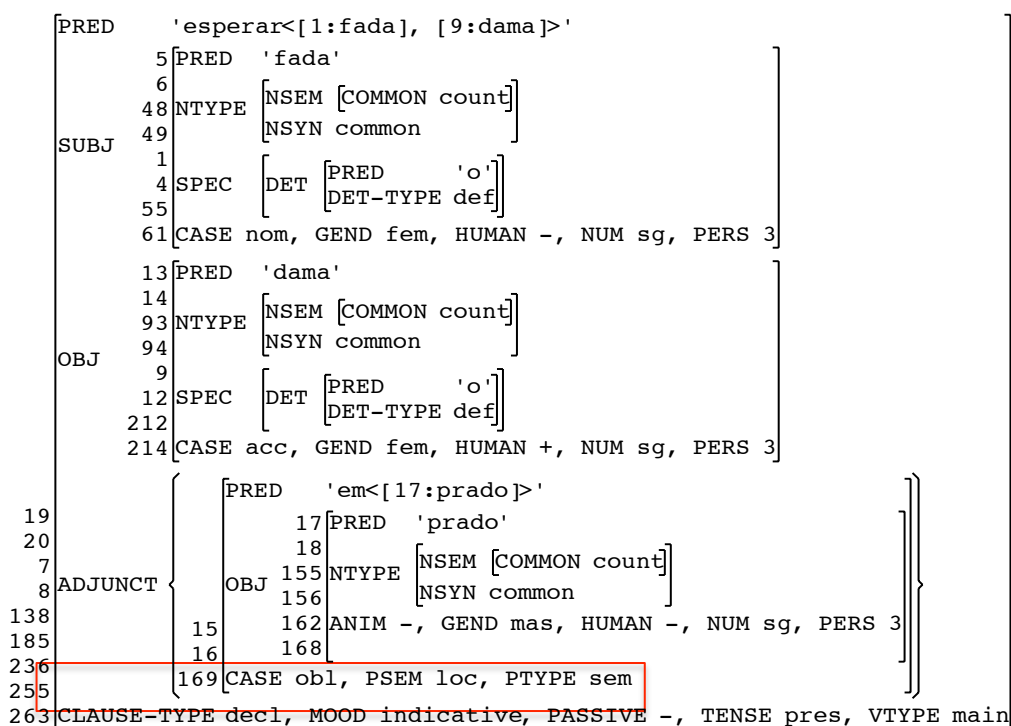 PRED 'esperar<[1:fada], [9:dama]>'
5 PRED 'fada'
6
NSEM [COMMON count]
48 NTYPE
49 NSYN common
SUBJ
1
PRED 'o'
4 SPEC DET
DET-TYPE def
55
61 CASE nom, GEND fem, HUMAN -, NUM sg, PERS 3
13 PRED 'dama'
14
NSEM [COMMON count]
93 NTYPE
94 NSYN common
OBJ
9
PRED 'o'
12 SPEC DET
DET-TYPE def
212
214 CASE acc, GEND fem, HUMAN +, NUM sg, PERS 3
PRED 'em<[17:prado]>'
19 17 PRED 'prado'
20 18
NSEM [COMMON count]
7 155 NTYPE
8 ADJUNCT OBJ
156 NSYN common
138 162 ANIM -, GEND mas, HUMAN -, NUM sg, PERS 3
15
185 168
16
236
169 CASE obl, PSEM loc, PTYPE sem
255
263 CLAUSE-TYPE decl, MOOD indicative, PASSIVE -, TENSE pres, VTYPE main